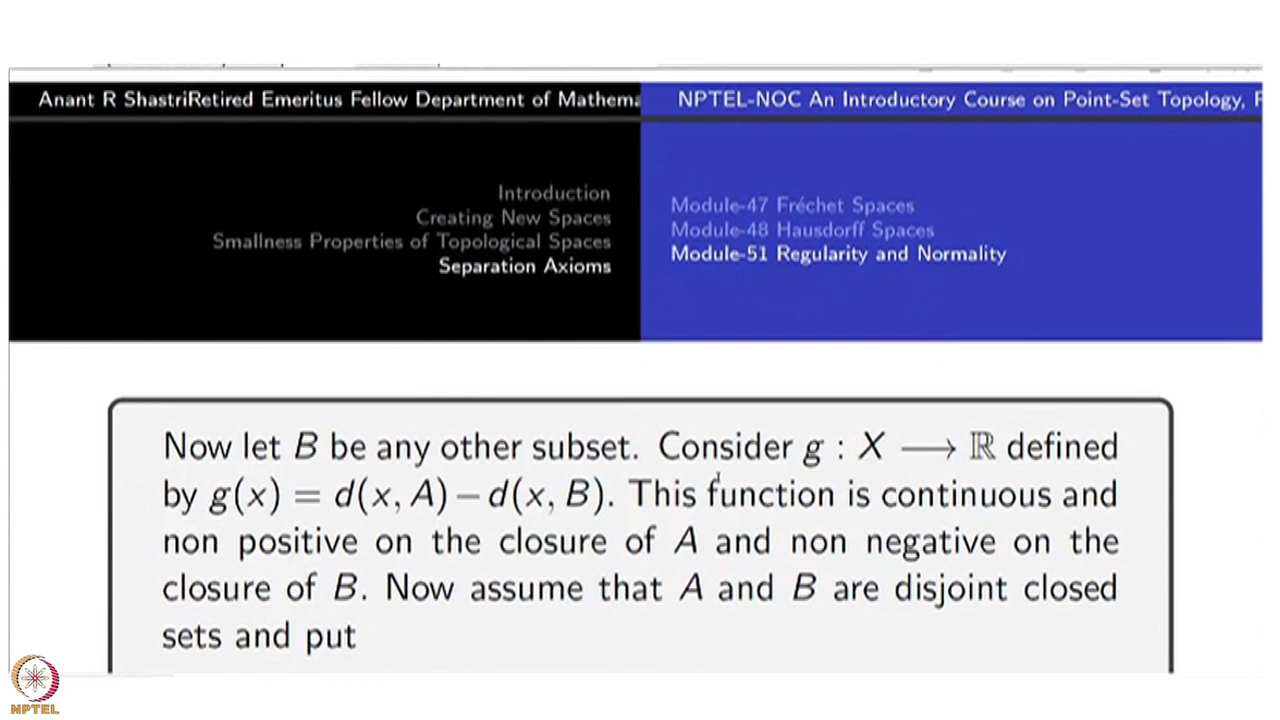 Anant R ShastriRetired Emeritus Fellow Department of Mathema
NPTEL-NOC An Introductory Course on Point-Set Topology, P
Introduction
Creating New Spaces
Smallness Properties of Topological Spaces
Separation Axioms
Module-47 Fréchet Spaces
Module-48 Hausdorff Spaces
Module-51 Regularity and Normality
Now let B be any other subset. Consider g : X ⟶ ℝ defined
by g(x) = d(x, A) − d(x, B). This function is continuous and
non positive on the closure of A and non negative on the
closure of B. Now assume that A and B are disjoint closed
sets and put
NPTEL